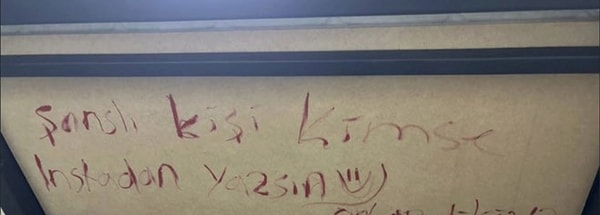 Şanslı kişi kimse
Instadan Yazsın